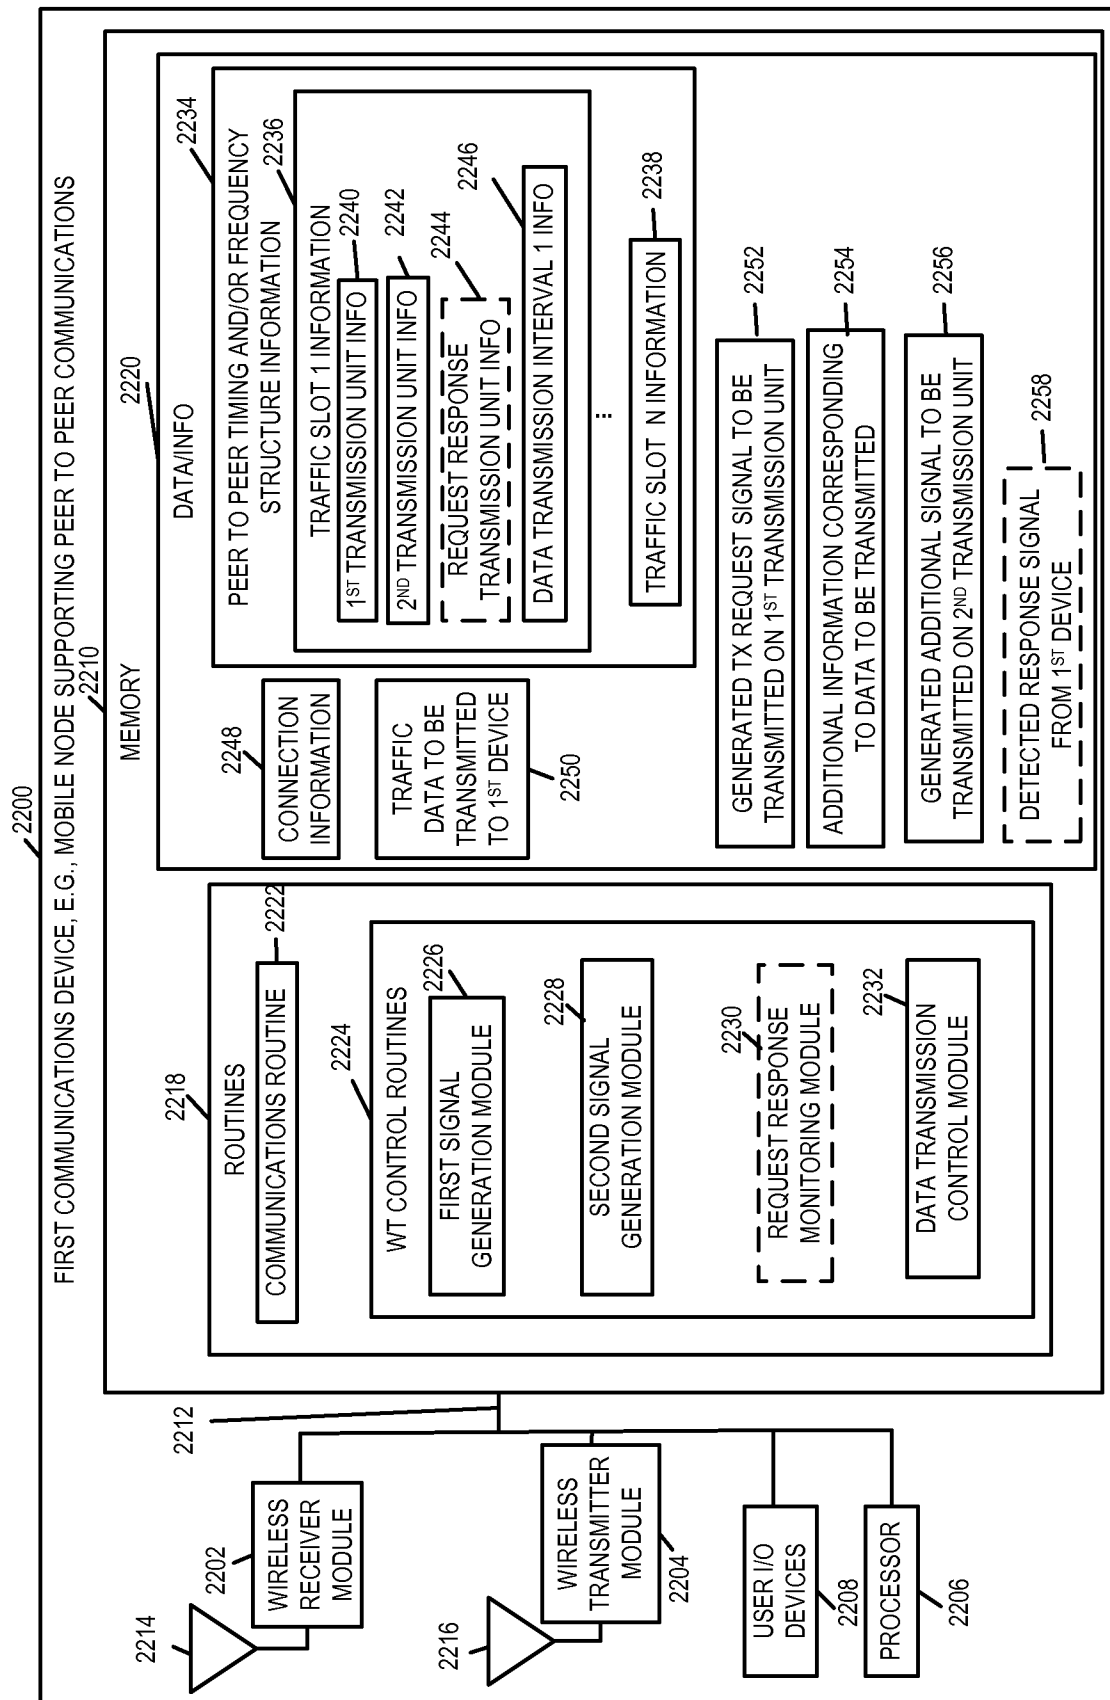 2200
FIRST COMMUNICATIONS DEVICE, E.G., MOBILE NODE SUPPORTING PEER TO PEER COMMUNICATIONS
2214
2202
WIRELESS
RECEIVER
MODULE
2216
WIRELESS
TRANSMITTER
MODULE
2204
USER I/O
DEVICES
2208
PROCESSOR
2206
2212
2210
MEMORY
2218
ROUTINES
2222
COMMUNICATIONS ROUTINE
2224
WT CONTROL ROUTINES
2226
FIRST SIGNAL
GENERATION MODULE
2228
SECOND SIGNAL
GENERATION MODULE
2230
REQUEST RESPONSE
MONITORING MODULE
2232
DATA TRANSMISSION
CONTROL MODULE
2220
DATA/INFO
2248
CONNECTION
INFORMATION
TRAFFIC
DATA TO BE
TRANSMITTED
TO 1ST DEVICE
2250
2234
PEER TO PEER TIMING AND/OR FREQUENCY
STRUCTURE INFORMATION
2236
TRAFFIC SLOT 1 INFORMATION
2240
1ST TRANSMISSION UNIT INFO
2242
2ND TRANSMISSION UNIT INFO
2244
REQUEST RESPONSE
TRANSMISSION UNIT INFO
2246
DATA TRANSMISSION INTERVAL 1 INFO
...
2238
TRAFFIC SLOT N INFORMATION
2252
GENERATED TX REQUEST SIGNAL TO BE
TRANSMITTED ON 1ST TRANSMISSION UNIT
2254
ADDITIONAL INFORMATION CORRESPONDING
TO DATA TO BE TRANSMITTED
2256
GENERATED ADDITIONAL SIGNAL TO BE
TRANSMITTED ON 2ND TRANSMISSION UNIT
2258
DETECTED RESPONSE SIGNAL
FROM 1ST DEVICE